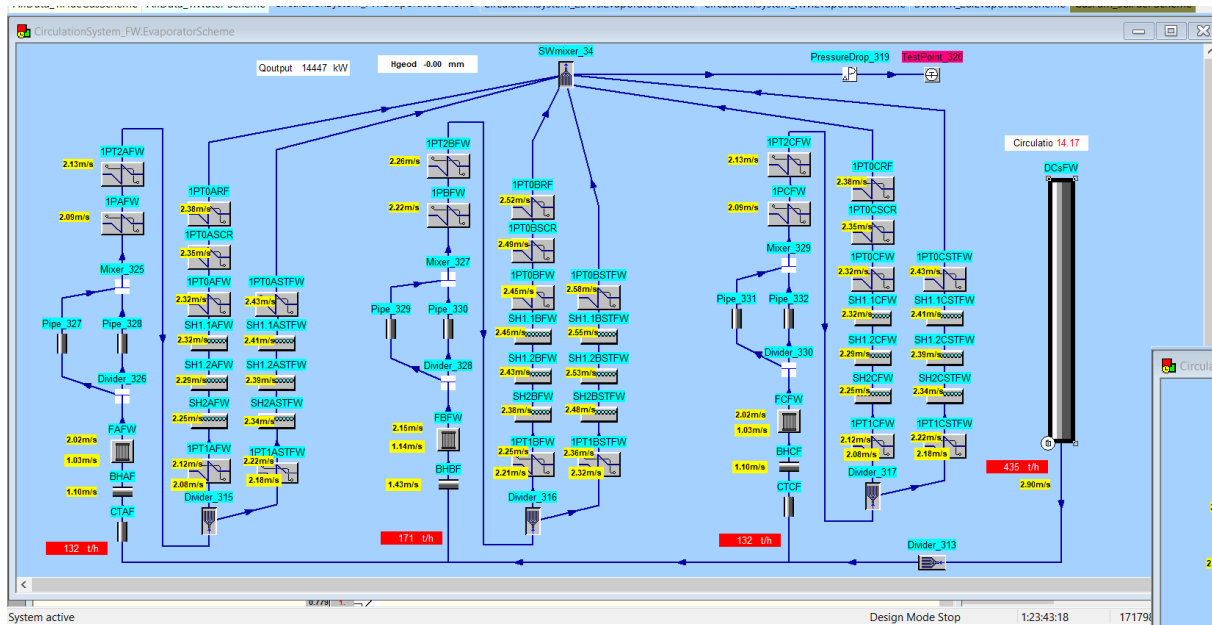 CirculationSystem_FW.EvaporatorScheme
SWmixer_34
Qoutput 14447 kW
Hgeod -0.00 mm
PressureDrop_319
TestPoint_320
Circulatio 14.17
DCsFW
435 t/h
2.90m/s
Divider_313
1PT2AFW
2.13m/s
1PAFW
2.09m/s
Mixer_325
Pipe_327
Pipe_328
Divider_326
FAFW
2.02m/s
1.03m/s
BHAF
1.10m/s
CTAF
132 t/h
1PT0ARF
2.38m/s
1PT0ASCR
2.35m/s
1PT0AFW
2.32m/s
SH1.1AFW
2.32m/s
SH1.2AFW
2.29m/s
SH2AFW
2.25m/s
1PT1AFW
2.12m/s
2.08m/s
Divider_315
1PT0ASTFW
2.43m/s
SH1.1ASTFW
2.41m/s
SH1.2ASTFW
2.39m/s
SH2ASTFW
2.34m/s
1PT1ASTFW
2.22m/s
2.18m/s
1PT2BFW
2.26m/s
1PBFW
2.22m/s
Mixer_327
Pipe_329
Pipe_330
Divider_328
FBFW
2.15m/s
1.14m/s
BHBF
1.43m/s
171 t/h
1PT0BRF
2.52m/s
1PT0BSCR
2.49m/s
1PT0BFW
2.45m/s
SH1.1BFW
2.45m/s
SH1.2BFW
2.43m/s
SH2BFW
2.38m/s
1PT1BFW
2.25m/s
2.21m/s
Divider_316
1PT0BSTFW
2.58m/s
SH1.1BSTFW
2.55m/s
SH1.2BSTFW
2.53m/s
SH2BSTFW
2.48m/s
1PT1BSTFW
2.36m/s
2.32m/s
1PT2CFW
2.13m/s
1PCFW
2.09m/s
Mixer_329
Pipe_331
Pipe_332
Divider_330
FCFW
2.02m/s
1.03m/s
BHCF
1.10m/s
CTCF
132 t/h
1PT0CRF
2.38m/s
1PT0CSCR
2.35m/s
1PT0CFW
2.32m/s
SH1.1CFW
2.32m/s
SH1.2CFW
2.29m/s
SH2CFW
2.25m/s
1PT1CFW
2.12m/s
2.08m/s
Divider_317
1PT0CSTFW
2.43m/s
SH1.1CSTFW
2.41m/s
SH1.2CSTFW
2.39m/s
SH2CSTFW
2.34m/s
1PT1CSTFW
2.22m/s
2.18m/s
Circula
0.779 1.
System active
Design Mode Stop
1:23:43:18
171798